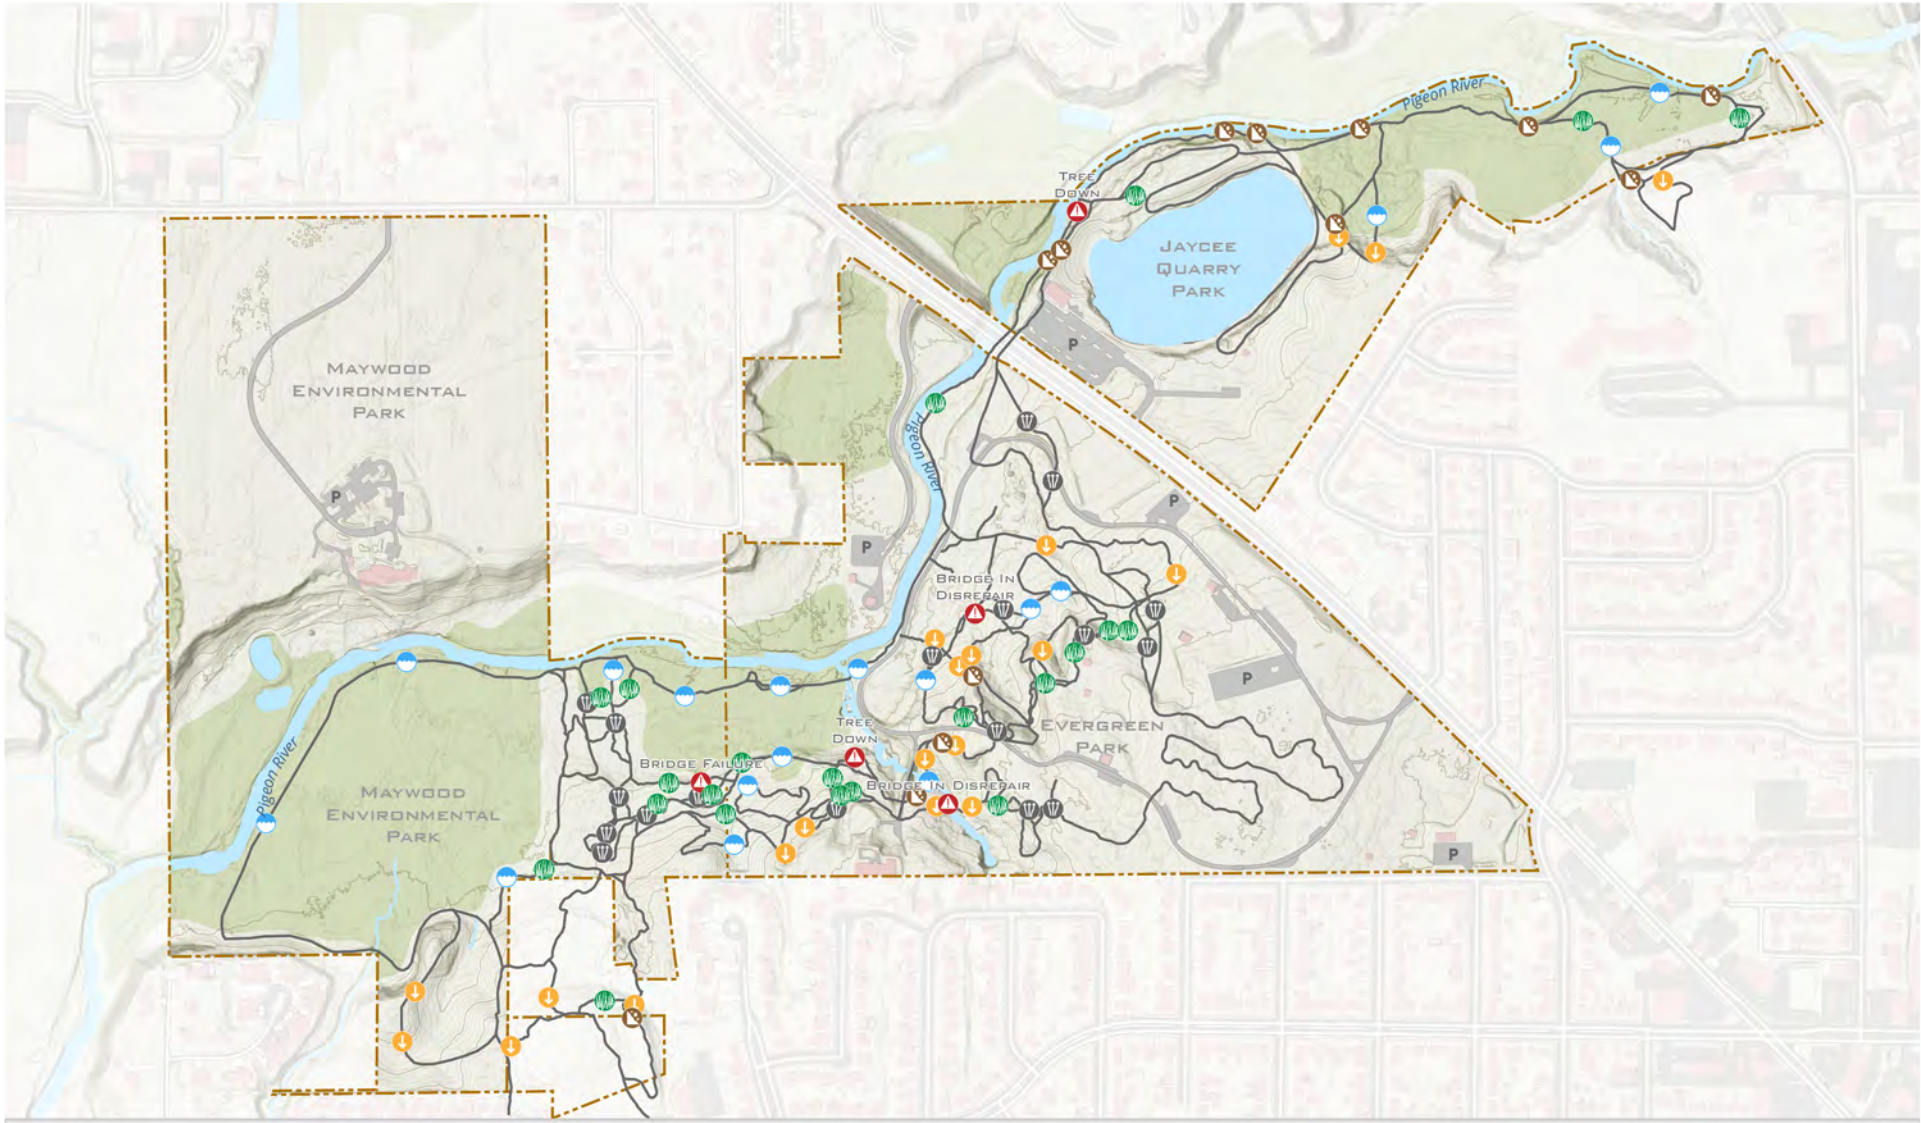 Pigeon River
TREE
DOWN
JAYCEE
QUARRY
PARK
P
MAYWOOD
ENVIRONMENTAL
PARK
Pigeon River
P
P
P
BRIDGE IN
DISREPAIR
P
EVERGREEN
PARK
TREE
DOWN
BRIDGE FAILURE
Pigeon River
BRIDGE IN DISREPAIR
MAYWOOD
ENVIRONMENTAL
PARK
P